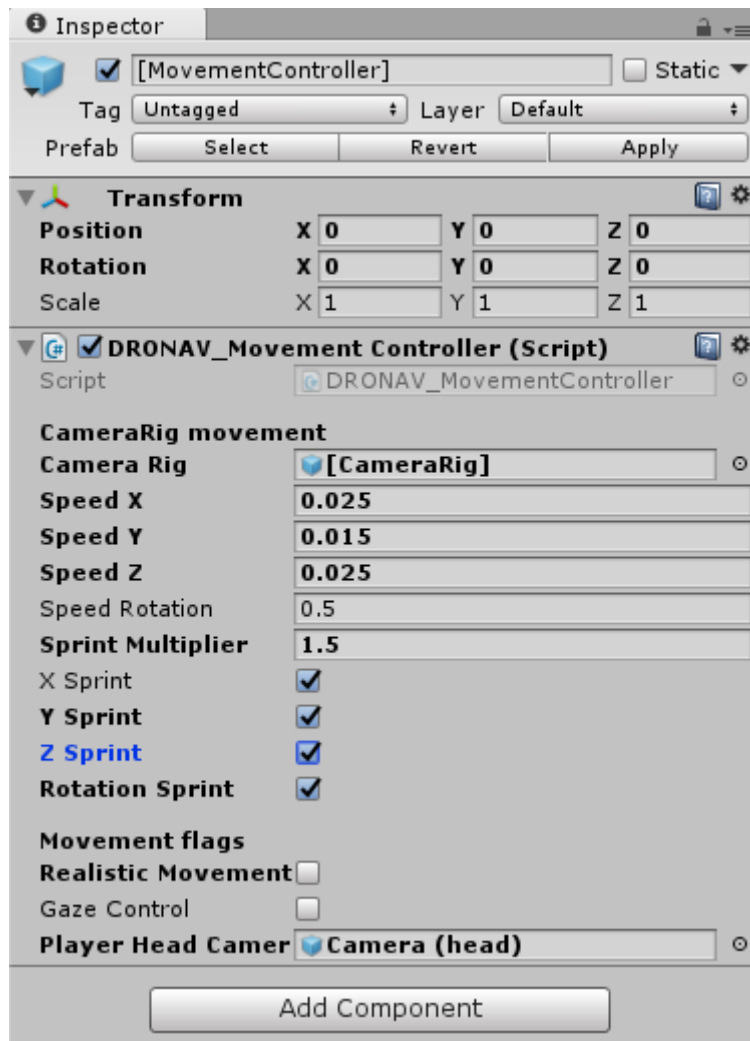 Inspector
[MovementController] Static
Tag Untagged Layer Default
Prefab Select Revert Apply
Transform
Position X 0 Y 0 Z 0
Rotation X 0 Y 0 Z 0
Scale X 1 Y 1 Z 1
DRONAV_Movement Controller (Script)
Script DRONAV_MovementController
CameraRig movement
Camera Rig [CameraRig]
Speed X 0.025
Speed Y 0.015
Speed Z 0.025
Speed Rotation 0.5
Sprint Multiplier 1.5
X Sprint
Y Sprint
Z Sprint
Rotation Sprint
Movement flags
Realistic Movement
Gaze Control
Player Head Camer Camera (head)
Add Component